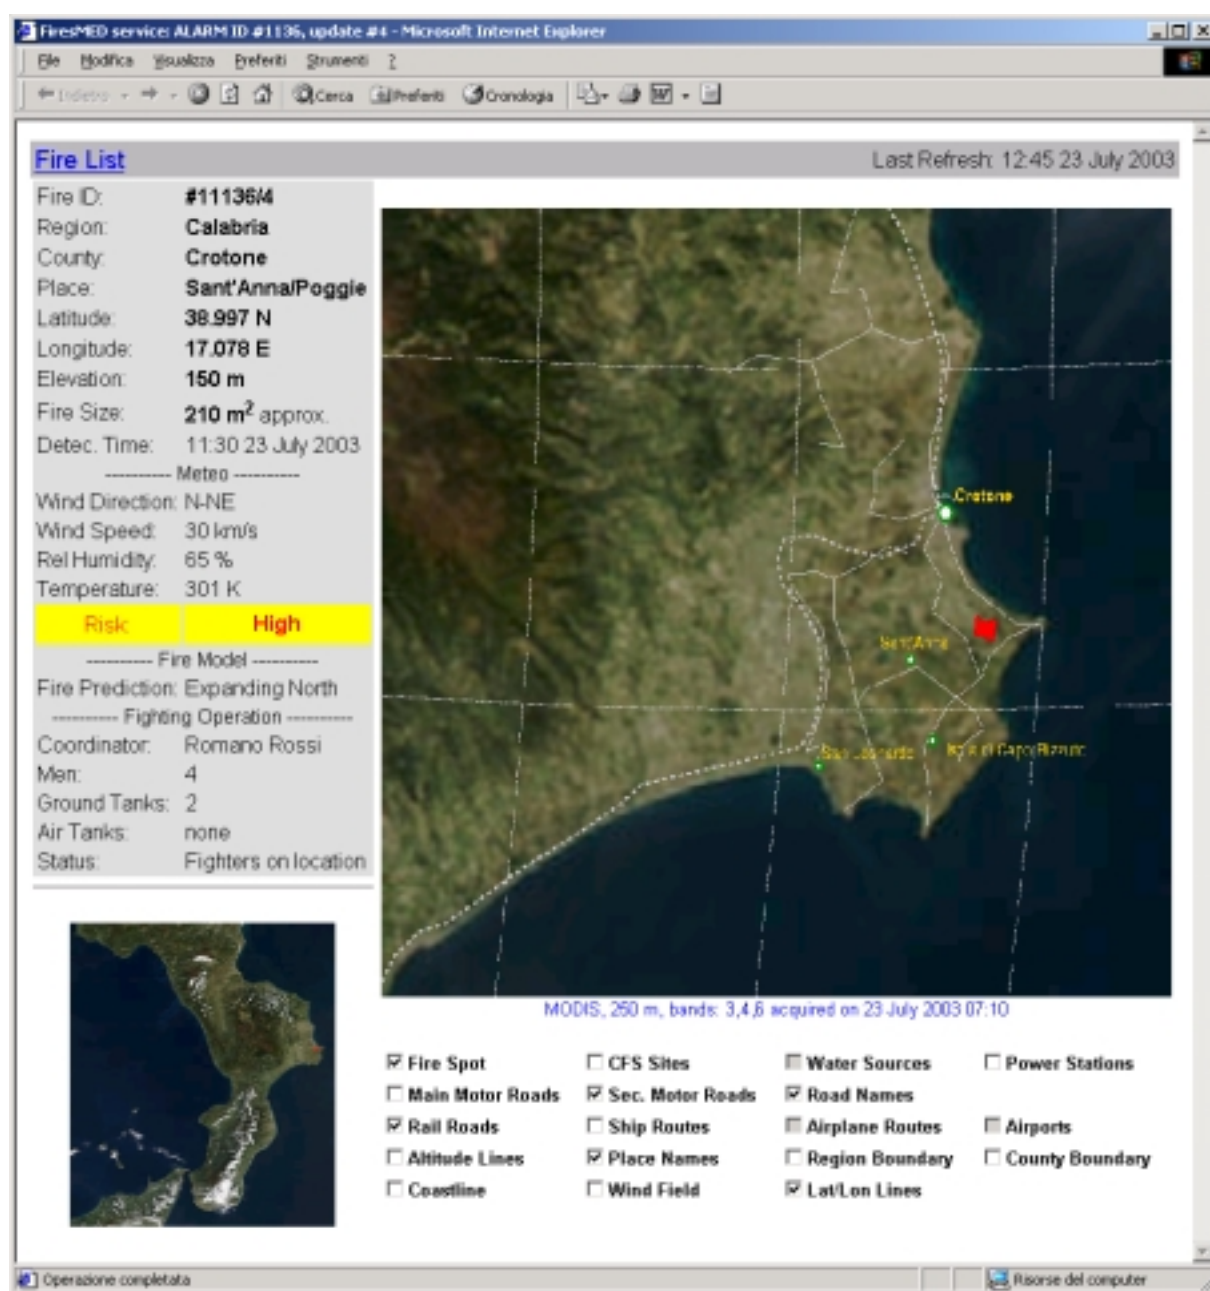 FiresMED service: ALARM ID #1136, update #4 - Microsoft Internet Explorer
File Modifica Visualizza Preferiti Strumenti ?
Indietro Cerca Preferiti Cronologia
Fire List Last Refresh: 12:45 23 July 2003
Fire ID: #11136/4
Region: Calabria
County: Crotone
Place: Sant'Anna/Poggie
Latitude: 38.997 N
Longitude: 17.078 E
Elevation: 150 m
Fire Size: 210 m² approx.
Detec. Time: 11:30 23 July 2003
----------- Meteo -----------
Wind Direction: N-NE
Wind Speed: 30 km/s
Rel Humidity: 65 %
Temperature: 301 K
Risk: High
----------- Fire Model -----------
Fire Prediction: Expanding North
----------- Fighting Operation -----------
Coordinator: Romano Rossi
Men: 4
Ground Tanks: 2
Air Tanks: none
Status: Fighters on location
Crotone
Sant'Anna
San Leonardo
Isola di Capo Rizzuto
MODIS, 250 m, bands: 3,4,6 acquired on 23 July 2003 07:10
Fire Spot CFS Sites Water Sources Power Stations
Main Motor Roads Sec. Motor Roads Road Names
Rail Roads Ship Routes Airplane Routes Airports
Altitude Lines Place Names Region Boundary County Boundary
Coastline Wind Field Lat/Lon Lines
Operazione completata Risorse del computer